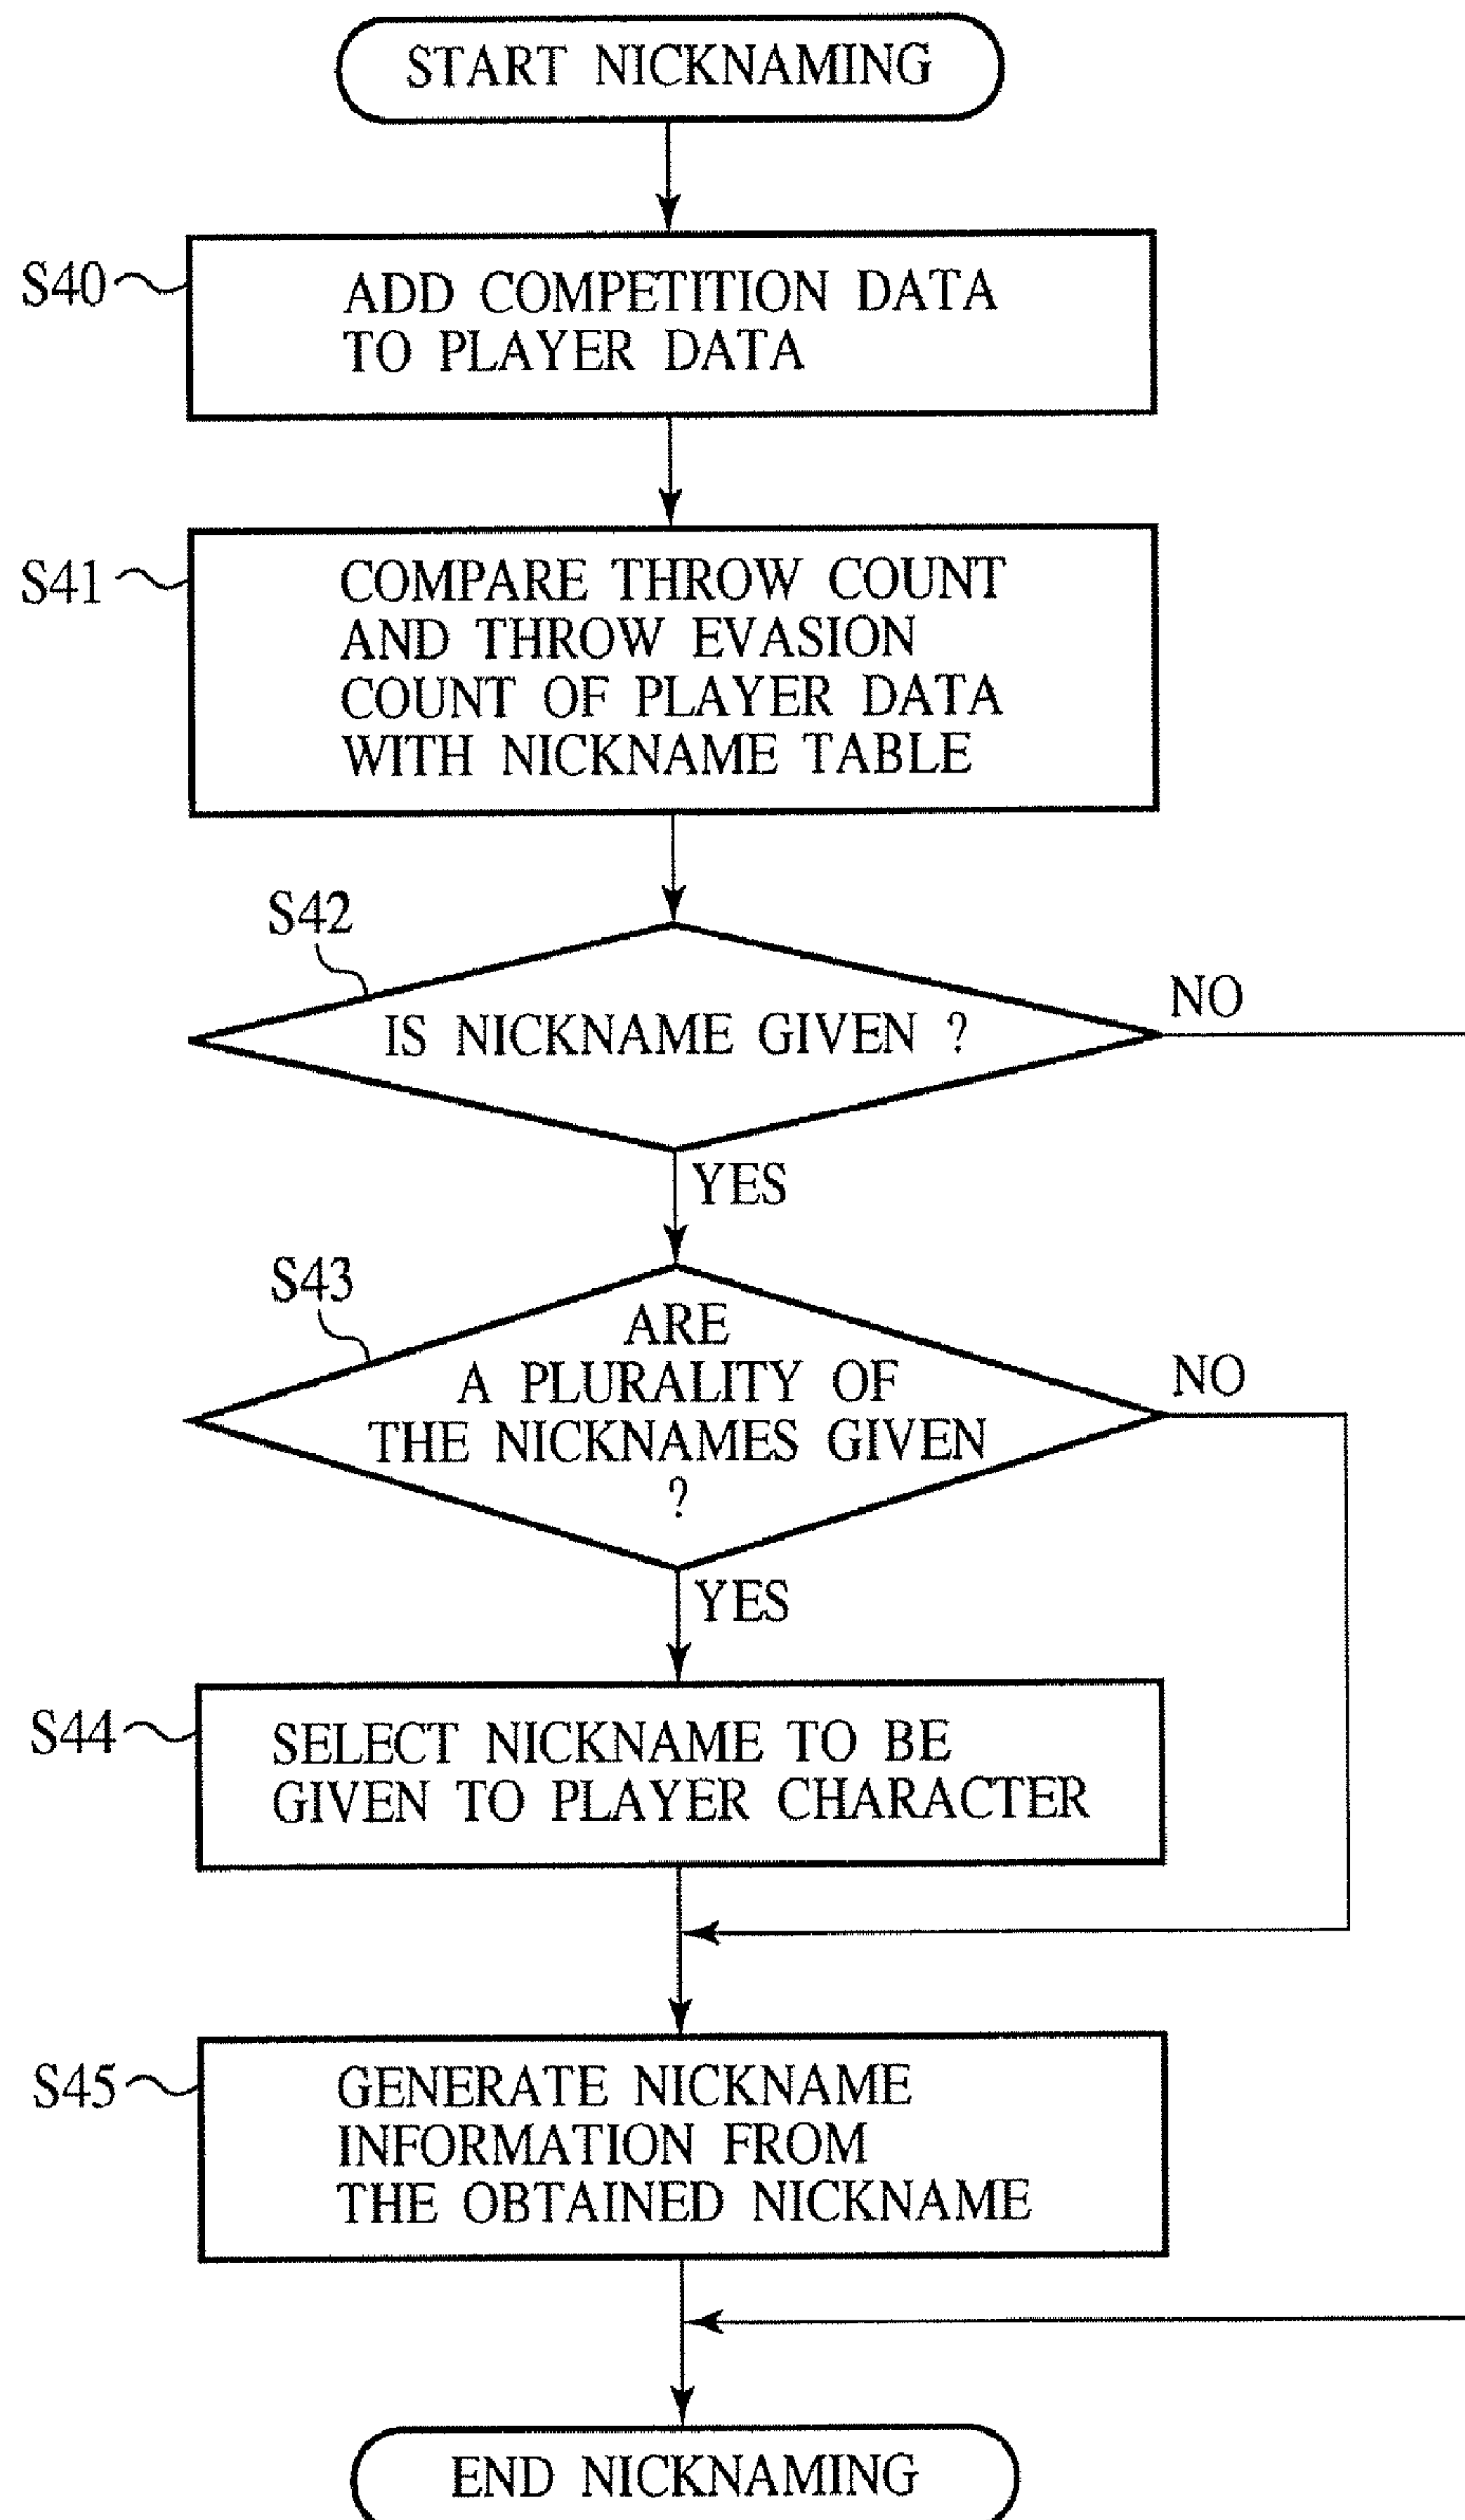 START NICKNAMING
S40
ADD COMPETITION DATA
TO PLAYER DATA
S41
COMPARE THROW COUNT
AND THROW EVASION
COUNT OF PLAYER DATA
WITH NICKNAME TABLE
S42
IS NICKNAME GIVEN ?
NO
YES
S43
ARE
A PLURALITY OF
THE NICKNAMES GIVEN
?
NO
YES
S44
SELECT NICKNAME TO BE
GIVEN TO PLAYER CHARACTER
S45
GENERATE NICKNAME
INFORMATION FROM
THE OBTAINED NICKNAME
END NICKNAMING